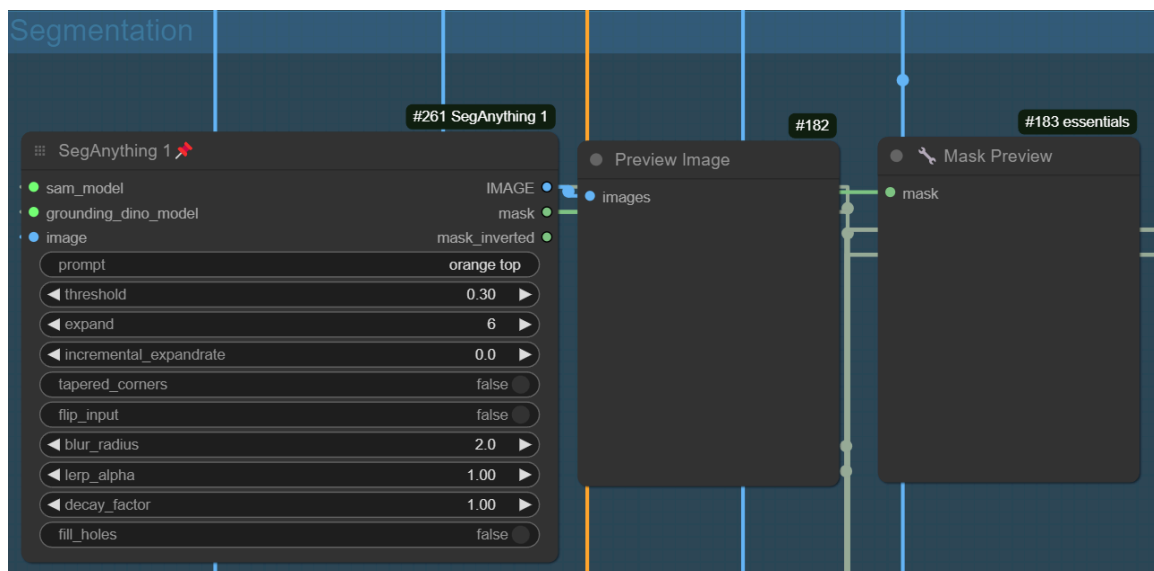 Segmentation
#261 SegAnything 1
#182
#183 essentials
SegAnything 1
sam_model
IMAGE
grounding_dino_model
mask
image
mask_inverted
prompt
orange top
threshold
0.30
expand
6
incremental_expandrate
0.0
tapered_corners
false
flip_input
false
blur_radius
2.0
lerp_alpha
1.00
decay_factor
1.00
fill_holes
false
Preview Image
images
Mask Preview
mask